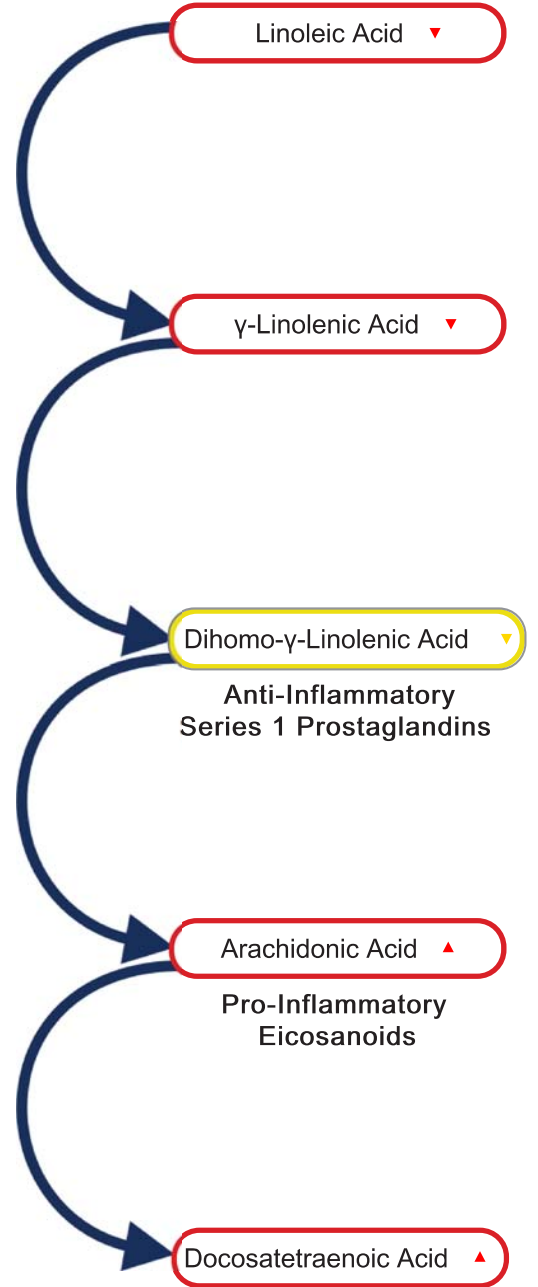 Linoleic Acid ▼
γ-Linolenic Acid ▼
Dihomo-γ-Linolenic Acid ▼
Anti-Inflammatory
Series 1 Prostaglandins
Arachidonic Acid ▲
Pro-Inflammatory
Eicosanoids
Docosatetraenoic Acid ▲